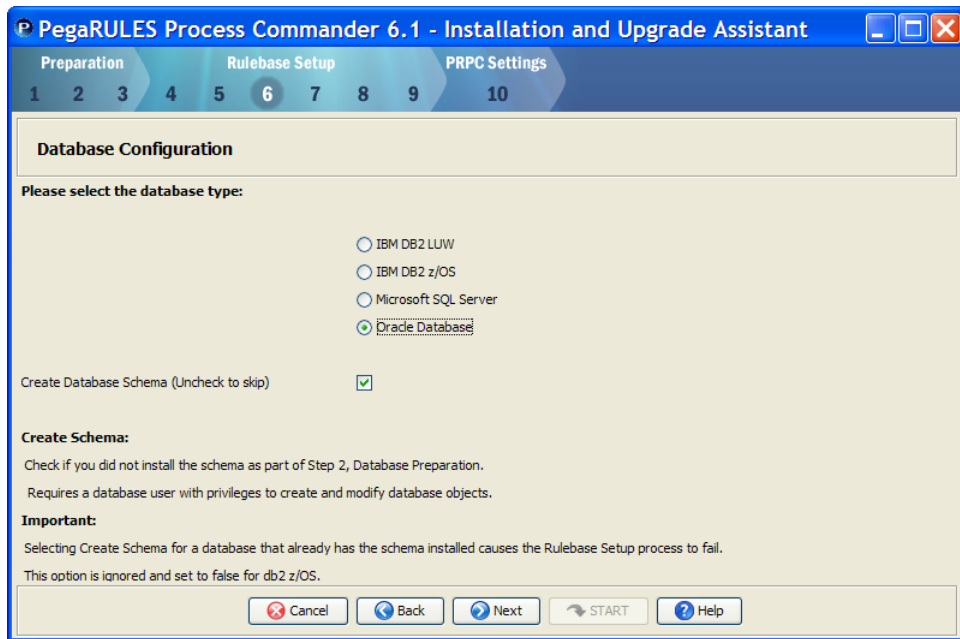 PegaRULES Process Commander 6.1 - Installation and Upgrade Assistant
Preparation Rulebase Setup PRPC Settings
1 2 3 4 5 6 7 8 9 10
Database Configuration
Please select the database type:
IBM DB2 LUW
IBM DB2 z/OS
Microsoft SQL Server
Oracle Database
Create Database Schema (Uncheck to skip)
Create Schema:
Check if you did not install the schema as part of Step 2, Database Preparation.
Requires a database user with privileges to create and modify database objects.
Important:
Selecting Create Schema for a database that already has the schema installed causes the Rulebase Setup process to fail.
This option is ignored and set to false for db2 z/OS.
Cancel Back Next START Help